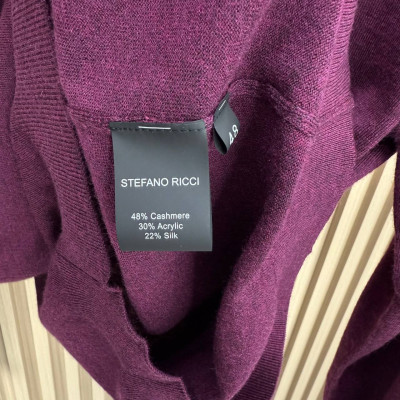 STEFANO RICCI
48% Cashmere
30% Acrylic
22% Silk
48